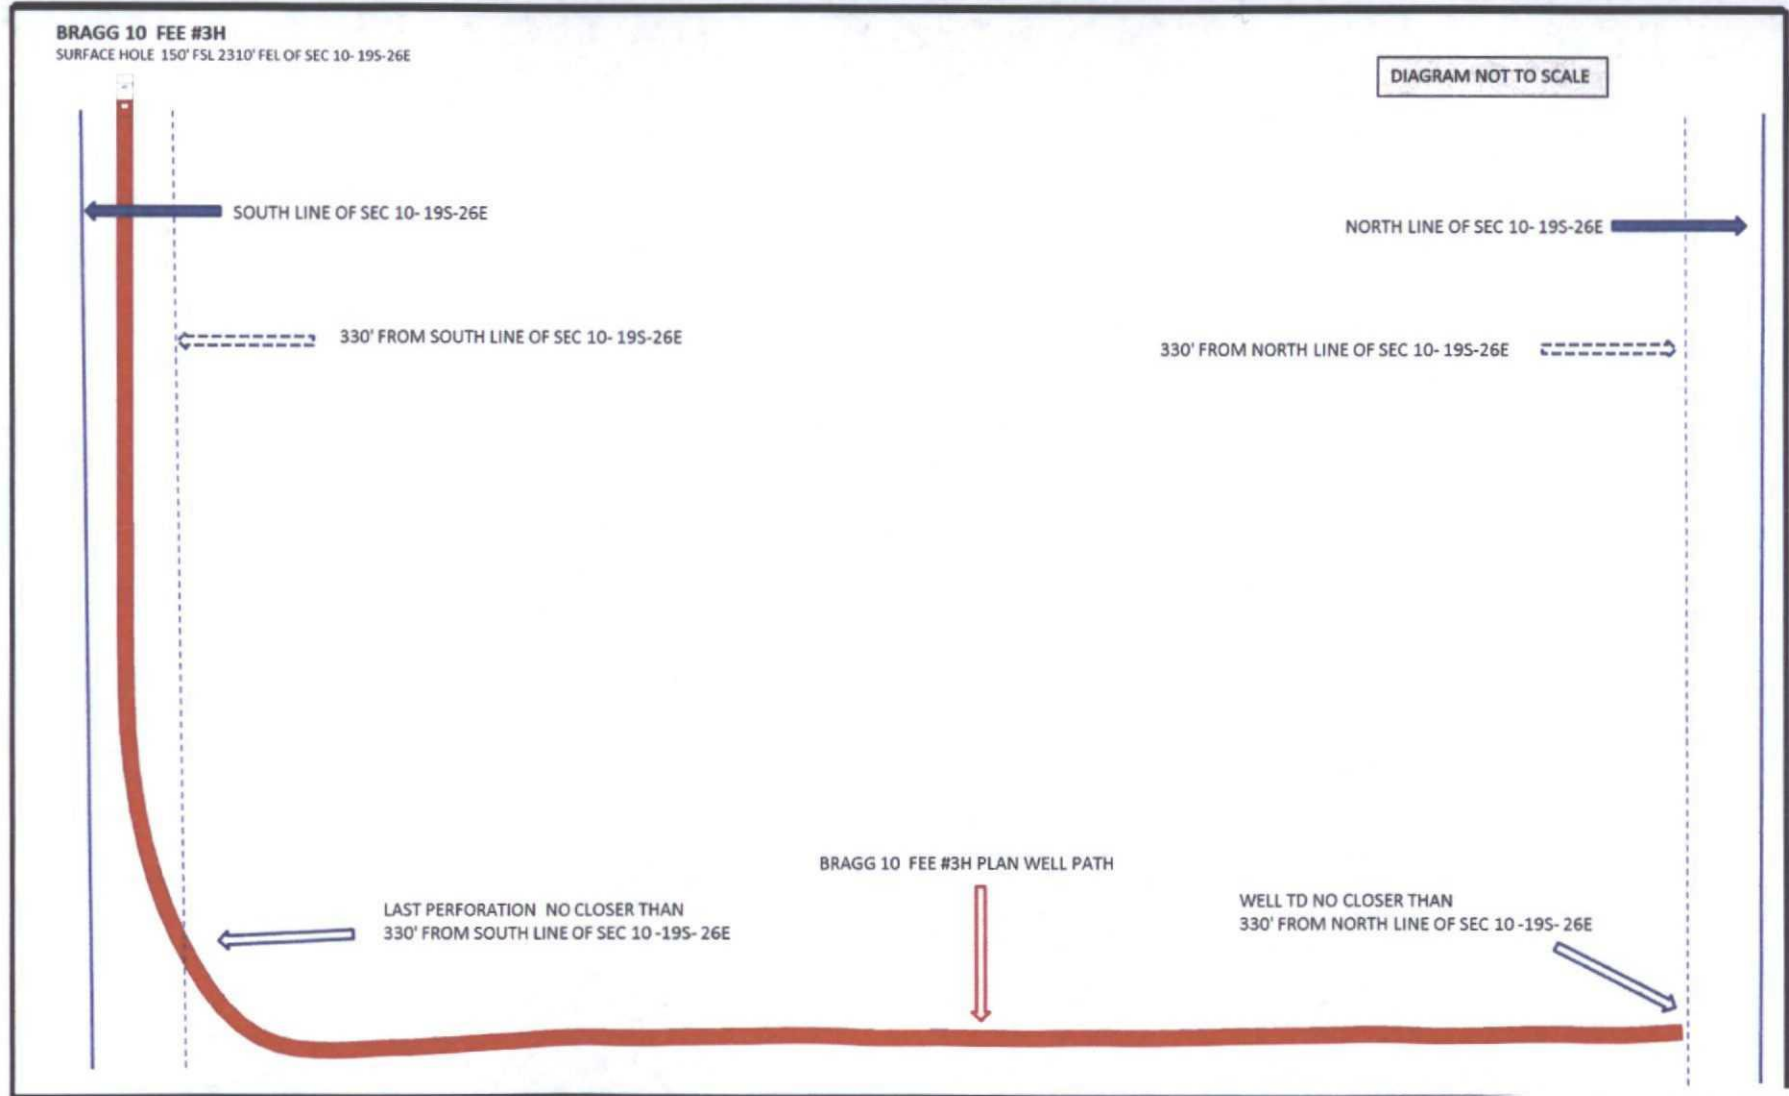 BRAGG 10 FEE #3H
SURFACE HOLE 150' FSL 2310' FEL OF SEC 10- 19S-26E
DIAGRAM NOT TO SCALE
SOUTH LINE OF SEC 10- 19S-26E
NORTH LINE OF SEC 10- 19S-26E
330' FROM SOUTH LINE OF SEC 10- 19S-26E
330' FROM NORTH LINE OF SEC 10- 19S-26E
BRAGG 10 FEE #3H PLAN WELL PATH
LAST PERFORATION NO CLOSER THAN
330' FROM SOUTH LINE OF SEC 10 -19S- 26E
WELL TD NO CLOSER THAN
330' FROM NORTH LINE OF SEC 10 -19S- 26E